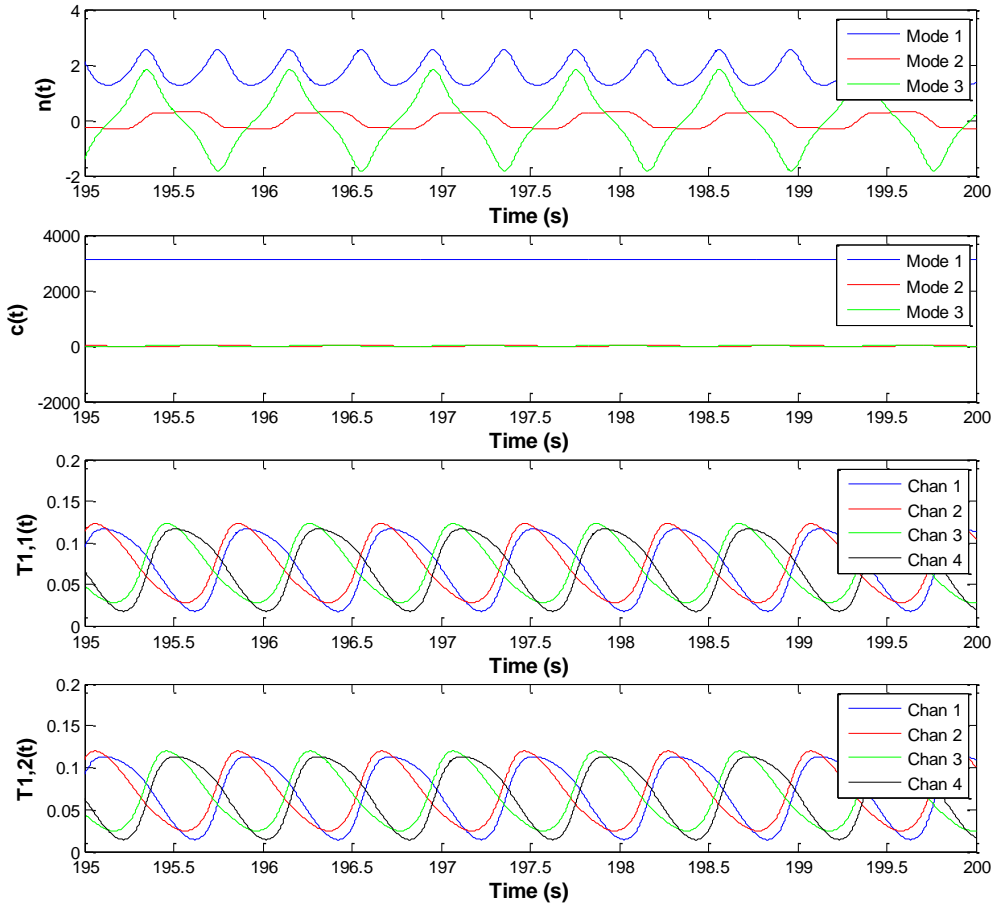 4
2
0
-2
n(t)
195 195.5 196 196.5 197 197.5 198 198.5 199 199.5 200
Time (s)
Mode 1
Mode 2
Mode 3
4000
2000
0
-2000
c(t)
195 195.5 196 196.5 197 197.5 198 198.5 199 199.5 200
Time (s)
Mode 1
Mode 2
Mode 3
0.2
0.15
0.1
0.05
0
T1,1(t)
195 195.5 196 196.5 197 197.5 198 198.5 199 199.5 200
Time (s)
Chan 1
Chan 2
Chan 3
Chan 4
0.2
0.15
0.1
0.05
0
T1,2(t)
195 195.5 196 196.5 197 197.5 198 198.5 199 199.5 200
Time (s)
Chan 1
Chan 2
Chan 3
Chan 4